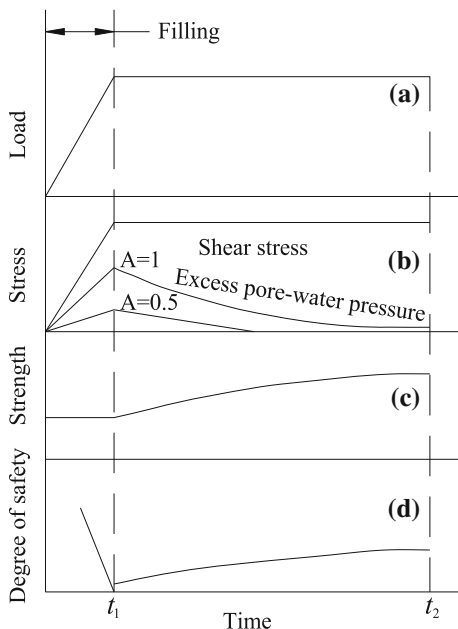 Filling
Load
(a)
Stress
Shear stress
(b)
A=1
Excess pore-water pressure
A=0.5
Strength
(c)
Degree of safety
(d)
t1
t2
Time